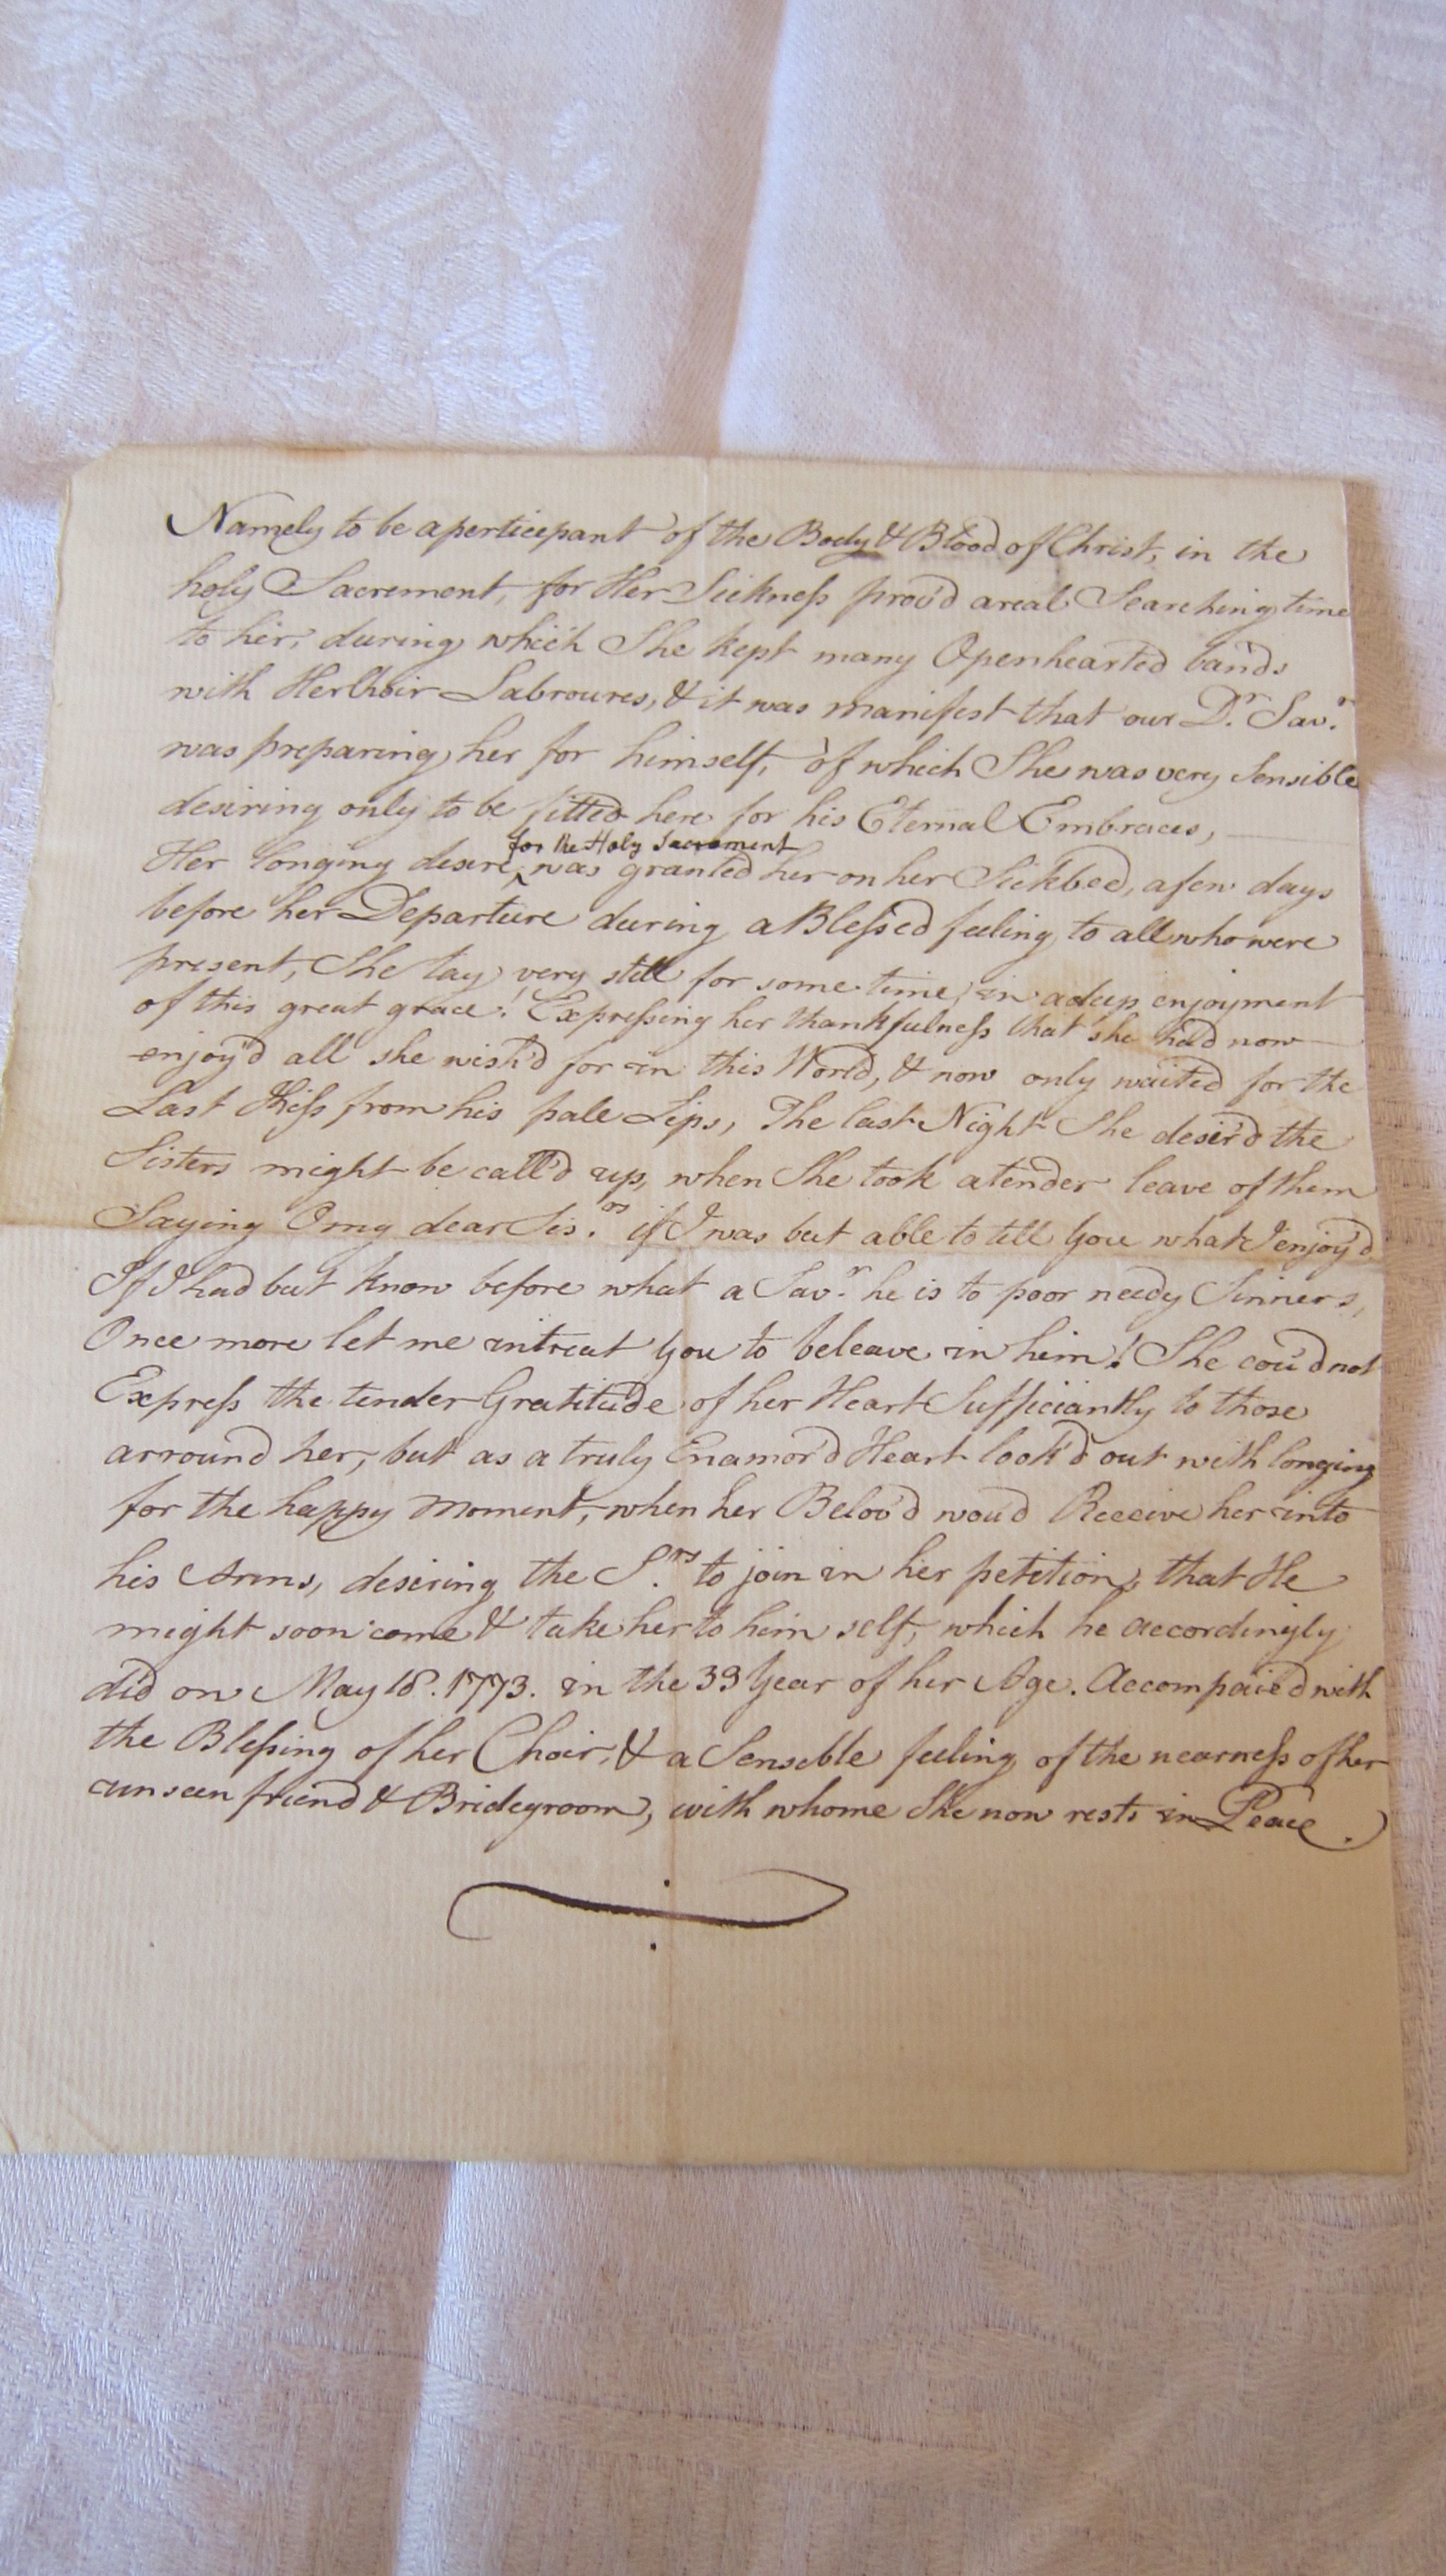 Namely to be a perticepant of the Body & Blood of Christ, in the
holy Sacrement, for Her Sickness prov'd a real Searching time
to her, during which She kept many Openhearted bands
with Her Choir Labroures, & it was manifest that our Dr. Savr.
was preparing her for himself, of which She was very Sensible
desiring only to be fitted here for his Eternal Embraces,
for the Holy Sacrement
Her longing desire ‸ was granted her on her Sickbed, a few days
before her Departure during a Blessed feeling to all who were
present, She lay very still for some time, in a deep enjoyment
of this great grace! Expressing her thankfulness that she had now
enjoy'd all she wish'd for in this World, & now only waited for the
Last Kiss from his pale Lips, The last Night She desir'd the
Sisters might be call'd up, when She took a tender leave of them
Saying O my dear Sis.rs if I was but able to tell You what I enjoy'd
If I had but know before what a Savr. he is to poor needy Sinners,
Once more let me intreat you to beleave in him! She cou'd not
Express the tender Gratitude of her Heart Sufficiantly to those
arround her, but as a truly Enamor'd Heart look'd out with longing
for the happy Moment, when her Belov'd wou'd Receive her into
his Arms, desiring the S.rs to join in her petition, that He
might soon come & take her to him self, which he accordingly
did on May 18. 1773. in the 33 Year of her Age. Accompaied with
the Blessing of her Choir, & a Sensible feeling of the nearness of her
unseen friend & Bridegroom, with whome She now rests in Peace.